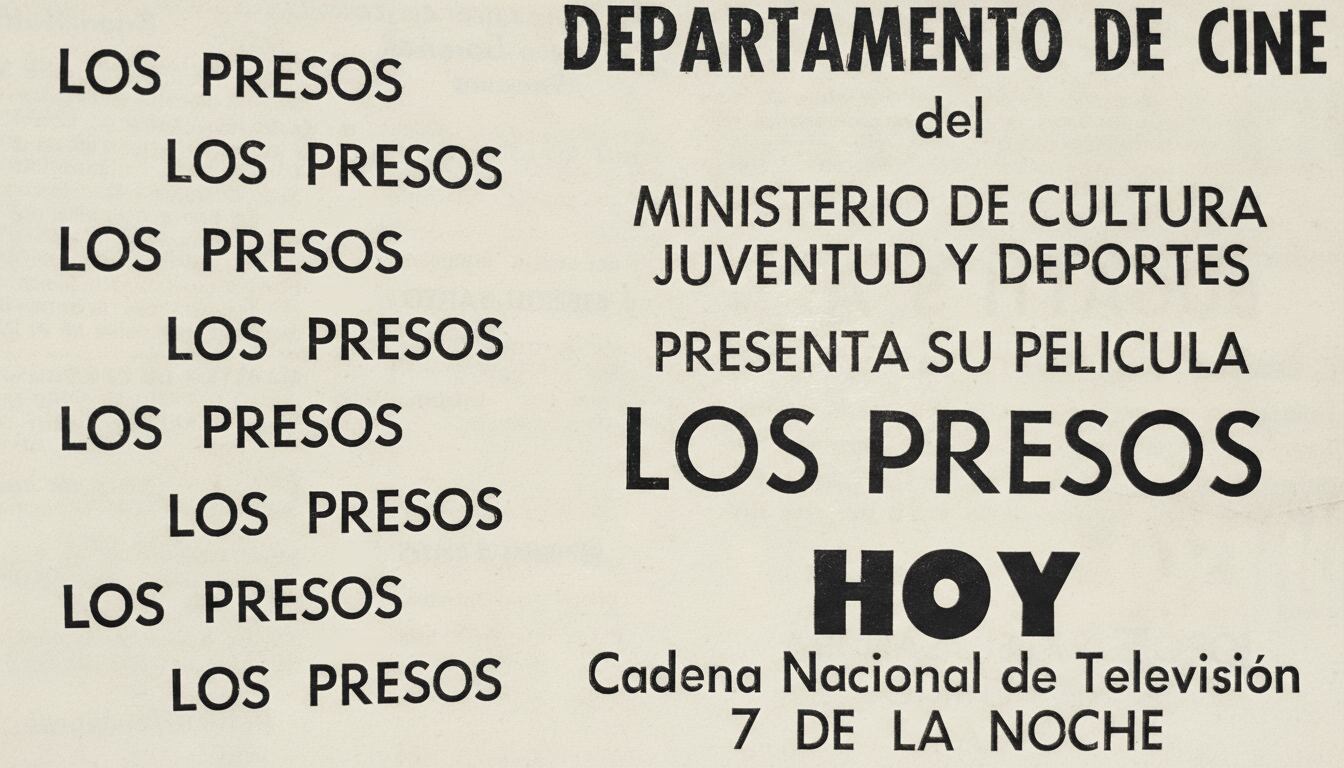 LOS PRESOS
LOS PRESOS
LOS PRESOS
LOS PRESOS
LOS PRESOS
LOS PRESOS
LOS PRESOS
LOS PRESOS
DEPARTAMENTO DE CINE
del
MINISTERIO DE CULTURA
JUVENTUD Y DEPORTES
PRESENTA SU PELICULA
LOS PRESOS
HOY
Cadena Nacional de Televisión
7 DE LA NOCHE